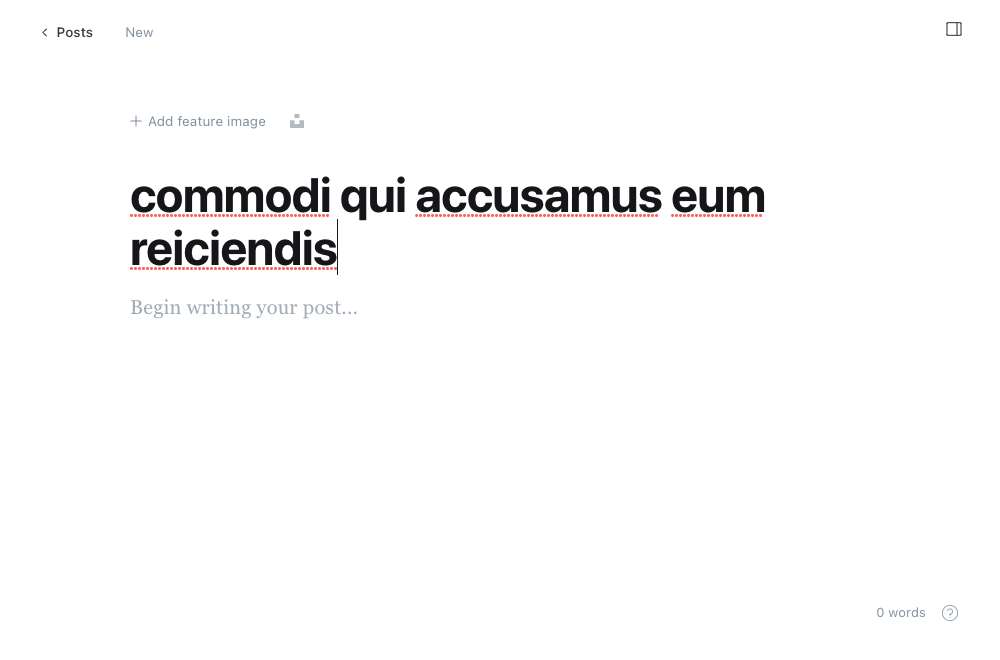 Posts New
Add feature image
commodi qui accusamus eum
reiciendis
Begin writing your post...
0 words ?